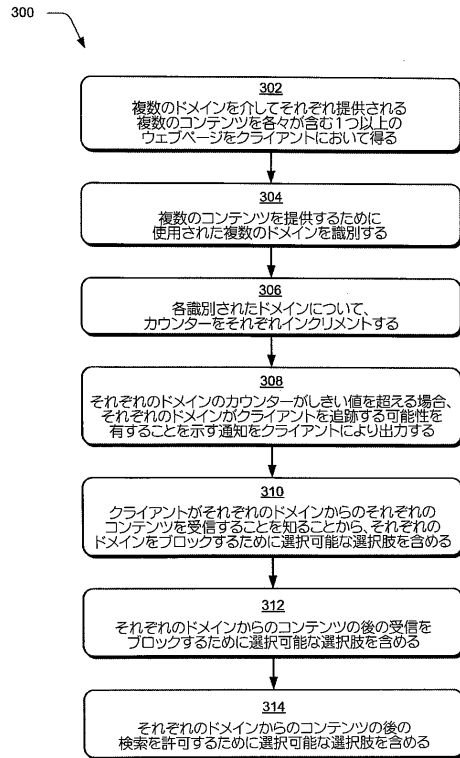 300
302
複数のドメインを介してそれぞれ提供される
複数のコンテンツを各々が含む1つ以上の
ウェブページをクライアントにおいて得る
304
複数のコンテンツを提供するために
使用された複数のドメインを識別する
306
各識別されたドメインについて、
カウンターをそれぞれインクリメントする
308
それぞれのドメインのカウンターがしきい値を超える場合、
それぞれのドメインがクライアントを追跡する可能性を
有することを示す通知をクライアントにより出力する
310
クライアントがそれぞれのドメインからのそれぞれの
コンテンツを受信することを知ることから、それぞれの
ドメインをブロックするために選択可能な選択肢を含める
312
それぞれのドメインからのコンテンツの後の受信を
ブロックするために選択可能な選択肢を含める
314
それぞれのドメインからのコンテンツの後の
検索を許可するために選択可能な選択肢を含める